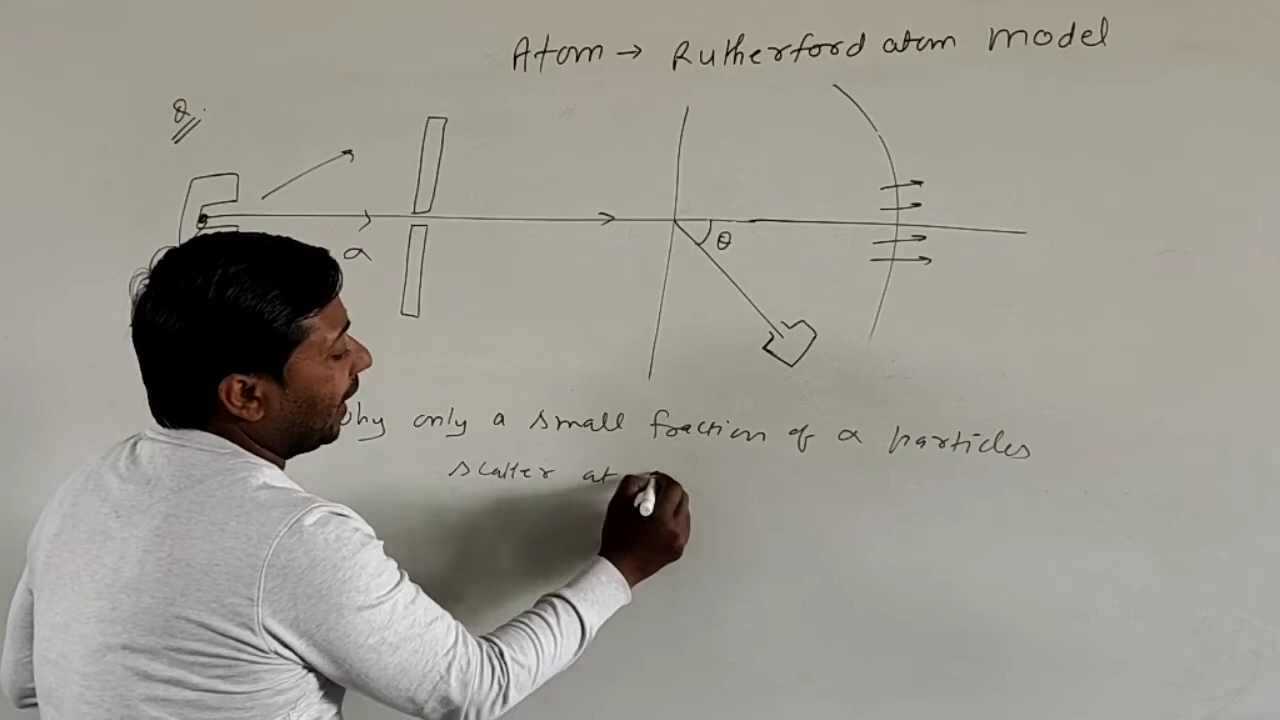 Atom → Rutherford atom model
Q.
α
θ
Why only a small fraction of α particles
scatter at